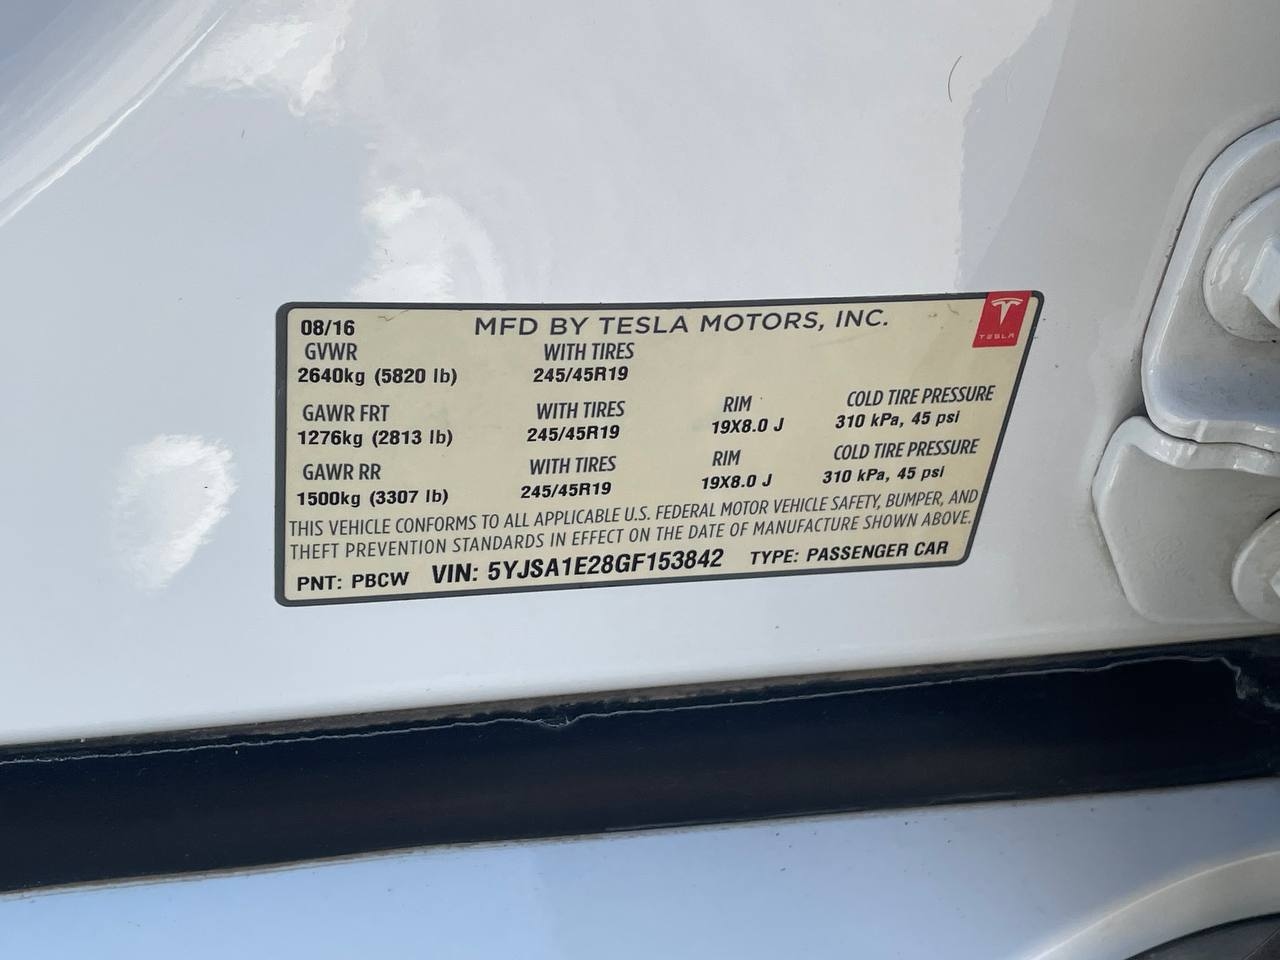 08/16 MFD BY TESLA MOTORS, INC.
TESLA
GVWR WITH TIRES
2640kg (5820 lb) 245/45R19
GAWR FRT WITH TIRES RIM COLD TIRE PRESSURE
1276kg (2813 lb) 245/45R19 19X8.0 J 310 kPa, 45 psi
GAWR RR WITH TIRES RIM COLD TIRE PRESSURE
1500kg (3307 lb) 245/45R19 19X8.0 J 310 kPa, 45 psi
THIS VEHICLE CONFORMS TO ALL APPLICABLE U.S. FEDERAL MOTOR VEHICLE SAFETY, BUMPER, AND
THEFT PREVENTION STANDARDS IN EFFECT ON THE DATE OF MANUFACTURE SHOWN ABOVE.
PNT: PBCW VIN: 5YJSA1E28GF153842 TYPE: PASSENGER CAR